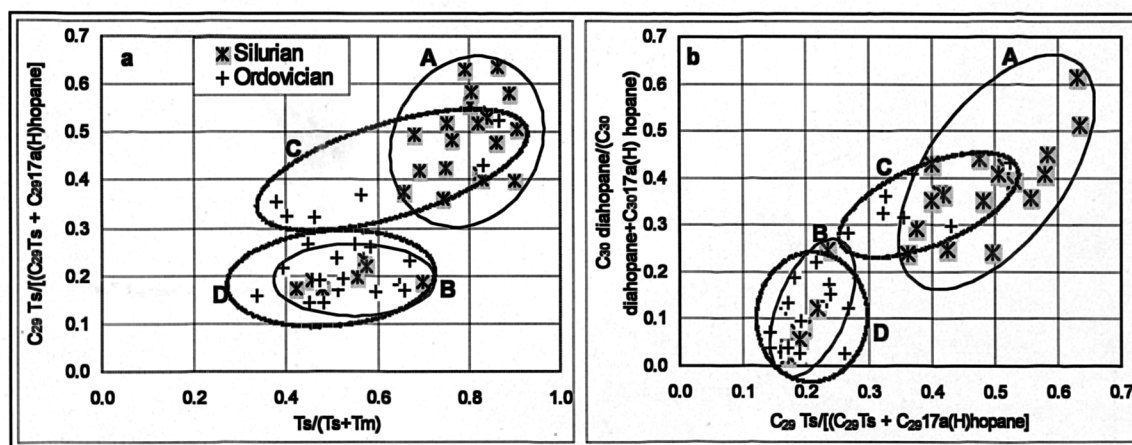 a
Silurian
Ordovician
A
C
D
B
0.7
0.6
0.5
0.4
0.3
0.2
0.1
0.0
0.0 0.2 0.4 0.6 0.8 1.0
Ts/(Ts+Tm)
C29 Ts/[(C29Ts + C2917a(H)hopane]
b
A
C
B
D
0.7
0.6
0.5
0.4
0.3
0.2
0.1
0.0
0.0 0.1 0.2 0.3 0.4 0.5 0.6 0.7
C29 Ts/[(C29Ts + C2917a(H)hopane]
C30 diahopane/(C30
diahopane+C3017a(H) hopane)